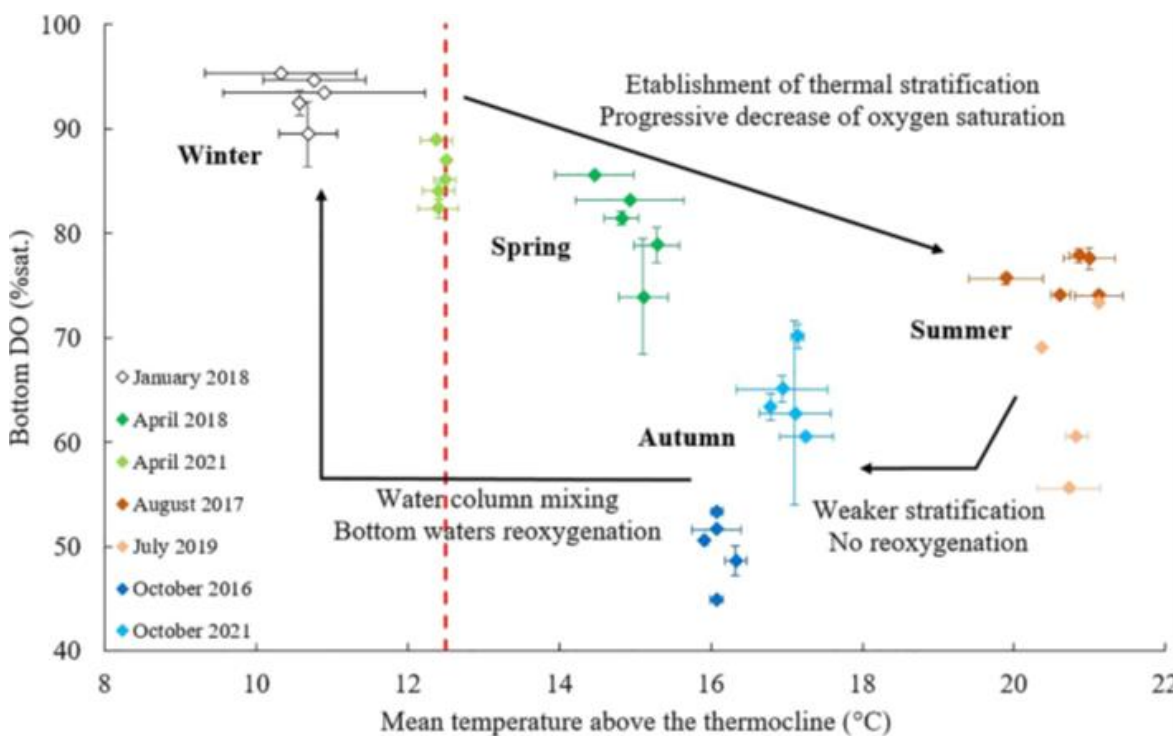 100
90
80
70
60
50
40
8
10
12
14
16
18
20
22
Bottom DO (%sat.)
Mean temperature above the thermocline (°C)
Etablishment of thermal stratification
Progressive decrease of oxygen saturation
Winter
Spring
Summer
Autumn
Water column mixing
Bottom waters reoxygenation
Weaker stratification
No reoxygenation
January 2018
April 2018
April 2021
August 2017
July 2019
October 2016
October 2021